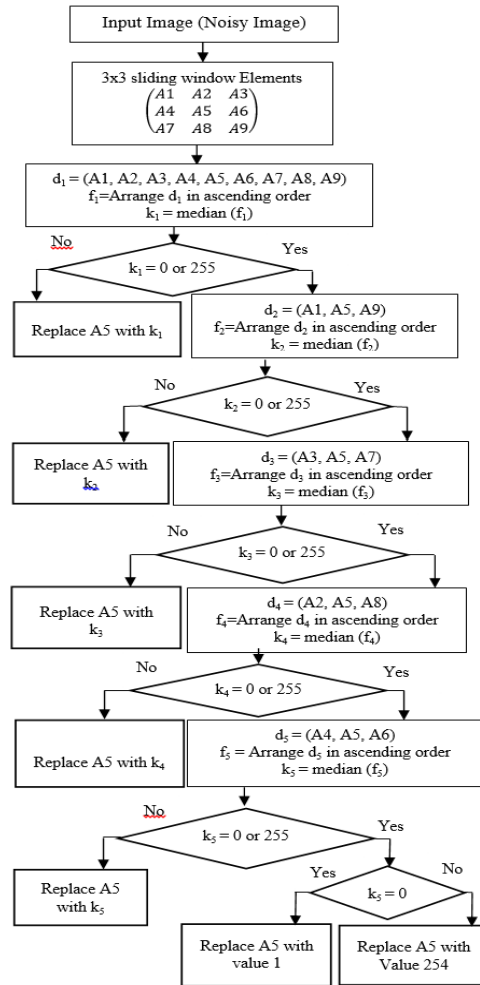 Input Image (Noisy Image)
3x3 sliding window Elements
A1 A2 A3
A4 A5 A6
A7 A8 A9
d₁ = (A1, A2, A3, A4, A5, A6, A7, A8, A9)
f₁=Arrange d₁ in ascending order
k₁ = median (f₁)
No
Yes
k₁ = 0 or 255
Replace A5 with k₁
d₂ = (A1, A5, A9)
f₂=Arrange d₂ in ascending order
k₂ = median (f₂)
No
Yes
k₂ = 0 or 255
Replace A5 with
k₂
d₃ = (A3, A5, A7)
f₃=Arrange d₃ in ascending order
k₃ = median (f₃)
No
Yes
k₃ = 0 or 255
Replace A5 with
k₃
d₄ = (A2, A5, A8)
f₄=Arrange d₄ in ascending order
k₄ = median (f₄)
No
Yes
k₄ = 0 or 255
Replace A5 with k₄
d₅ = (A4, A5, A6)
f₅ = Arrange d₅ in ascending order
k₅ = median (f₅)
No
Yes
k₅ = 0 or 255
Replace A5
with k₅
Yes
No
k₅ = 0
Replace A5 with
value 1
Replace A5 with
Value 254